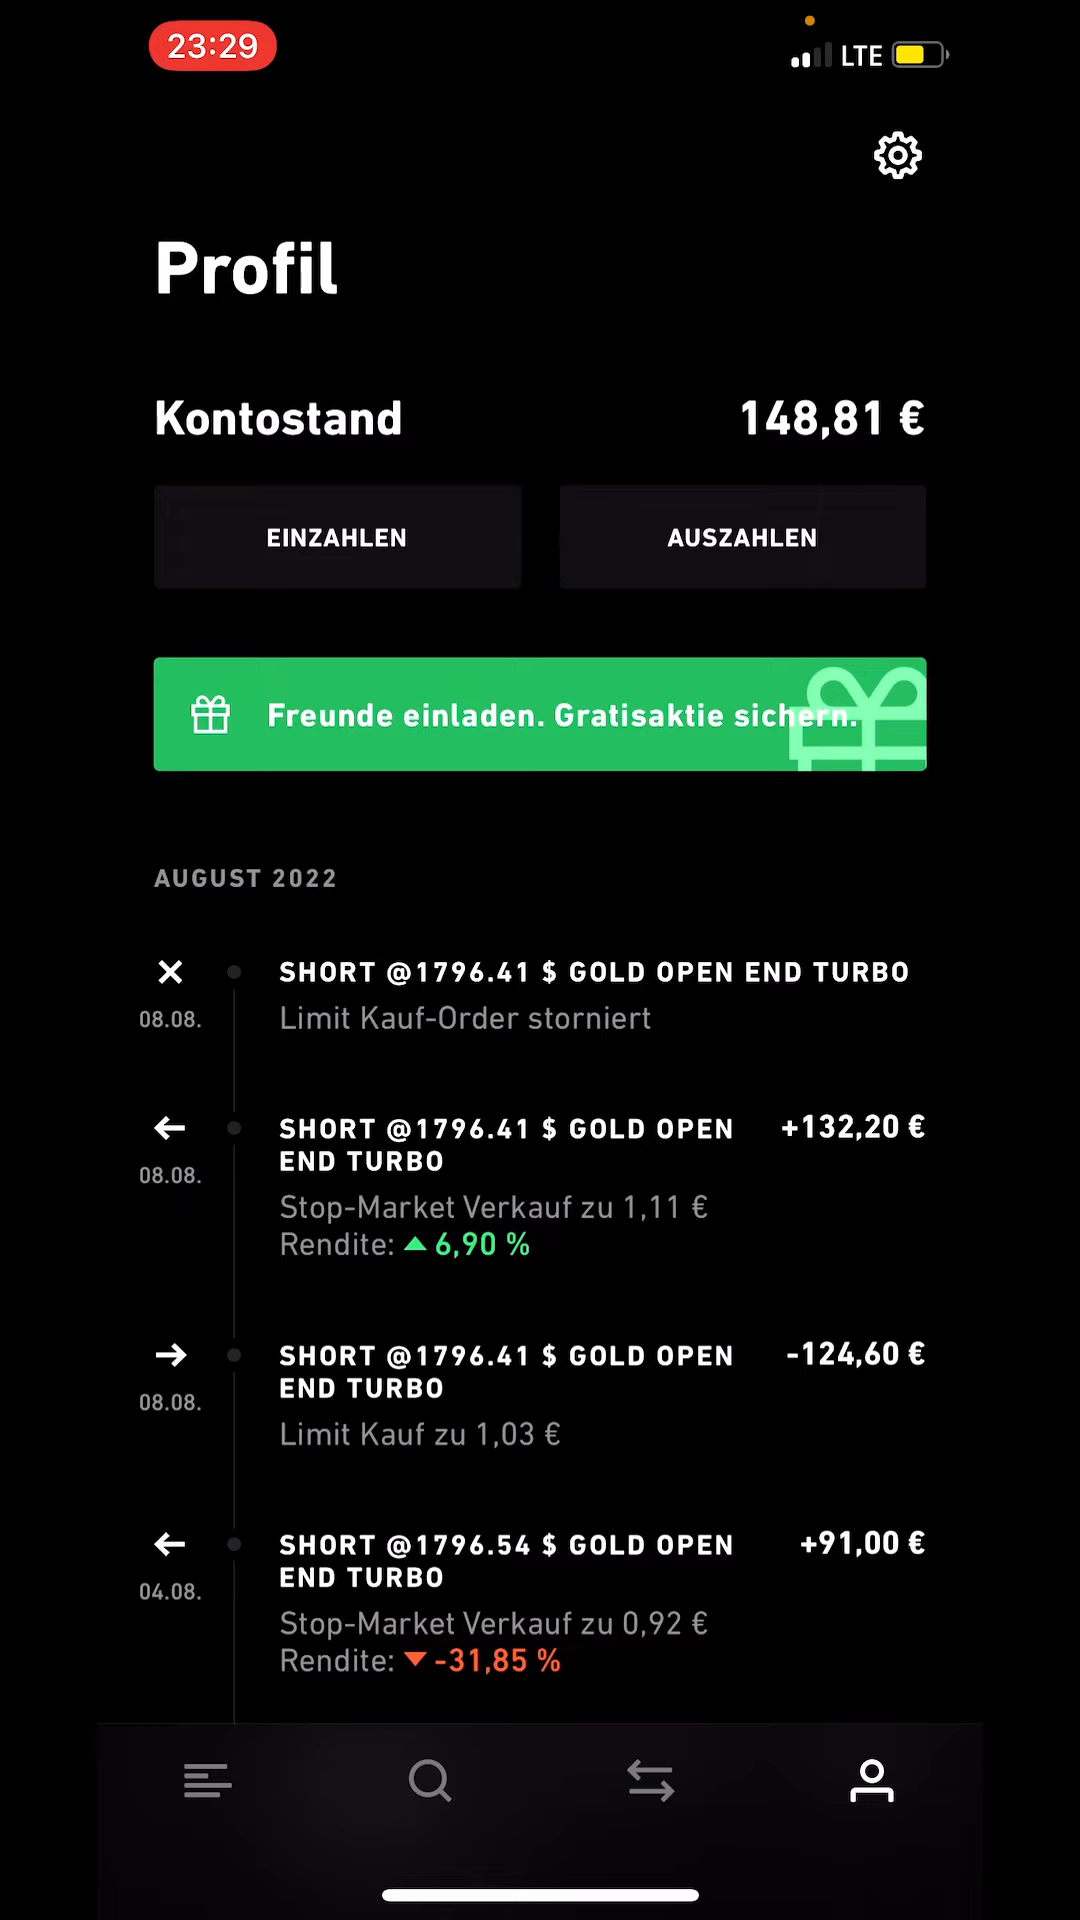 23:29
LTE
Profil
Kontostand 148,81 €
EINZAHLEN AUSZAHLEN
Freunde einladen. Gratisaktie sichern.
AUGUST 2022
SHORT @1796.41 $ GOLD OPEN END TURBO
08.08. Limit Kauf-Order storniert
SHORT @1796.41 $ GOLD OPEN +132,20 €
END TURBO
08.08.
Stop-Market Verkauf zu 1,11 €
Rendite: 6,90 %
SHORT @1796.41 $ GOLD OPEN -124,60 €
END TURBO
08.08.
Limit Kauf zu 1,03 €
SHORT @1796.54 $ GOLD OPEN +91,00 €
END TURBO
04.08.
Stop-Market Verkauf zu 0,92 €
Rendite: -31,85 %